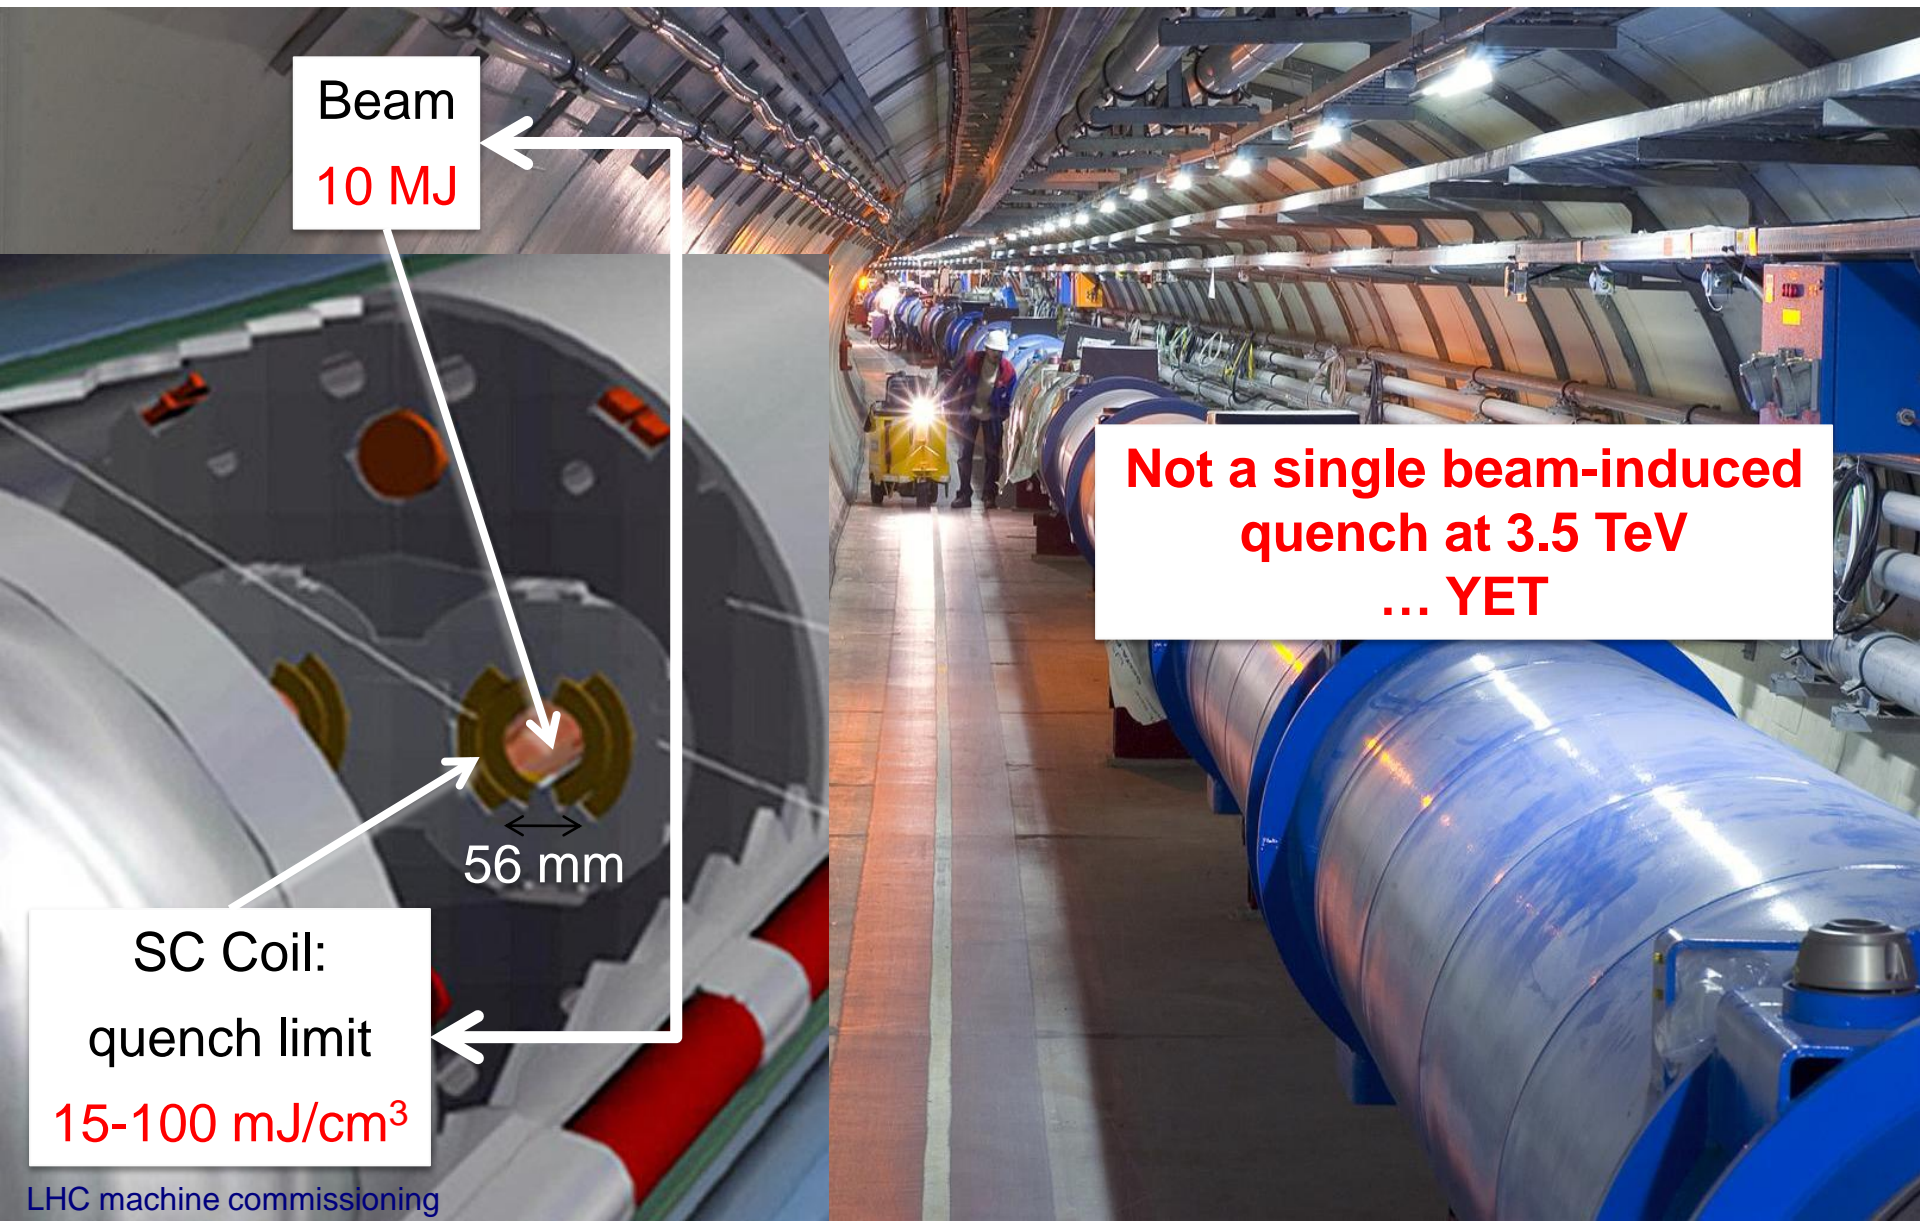 Beam
10 MJ
Not a single beam-induced
quench at 3.5 TeV
… YET
56 mm
SC Coil:
quench limit
15-100 mJ/cm³
LHC machine commissioning